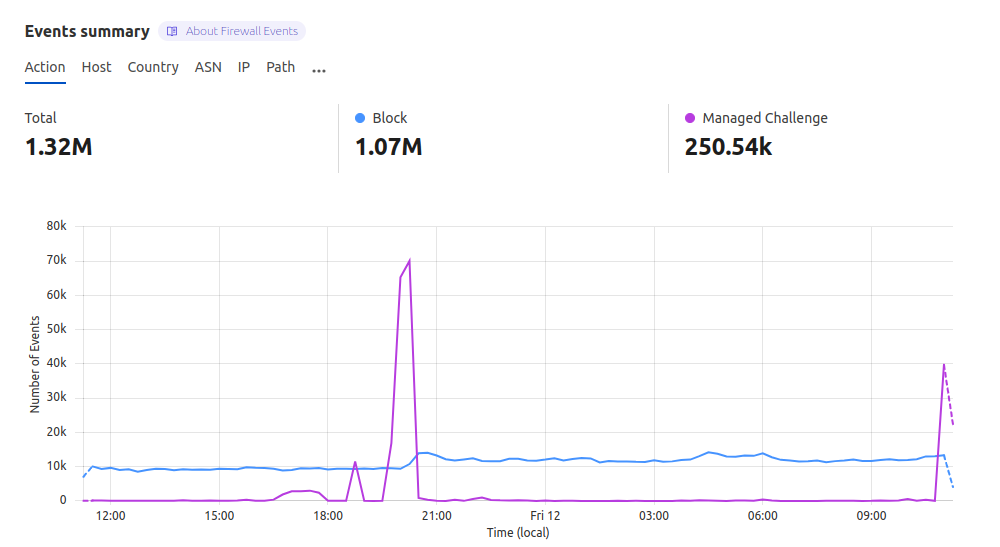 Events summary About Firewall Events
Action Host Country ASN IP Path ...
Total Block Managed Challenge
1.32M 1.07M 250.54k
80k
70k
60k
50k
40k
30k
20k
10k
0
Number of Events
12:00 15:00 18:00 21:00 Fri 12 03:00 06:00 09:00
Time (local)